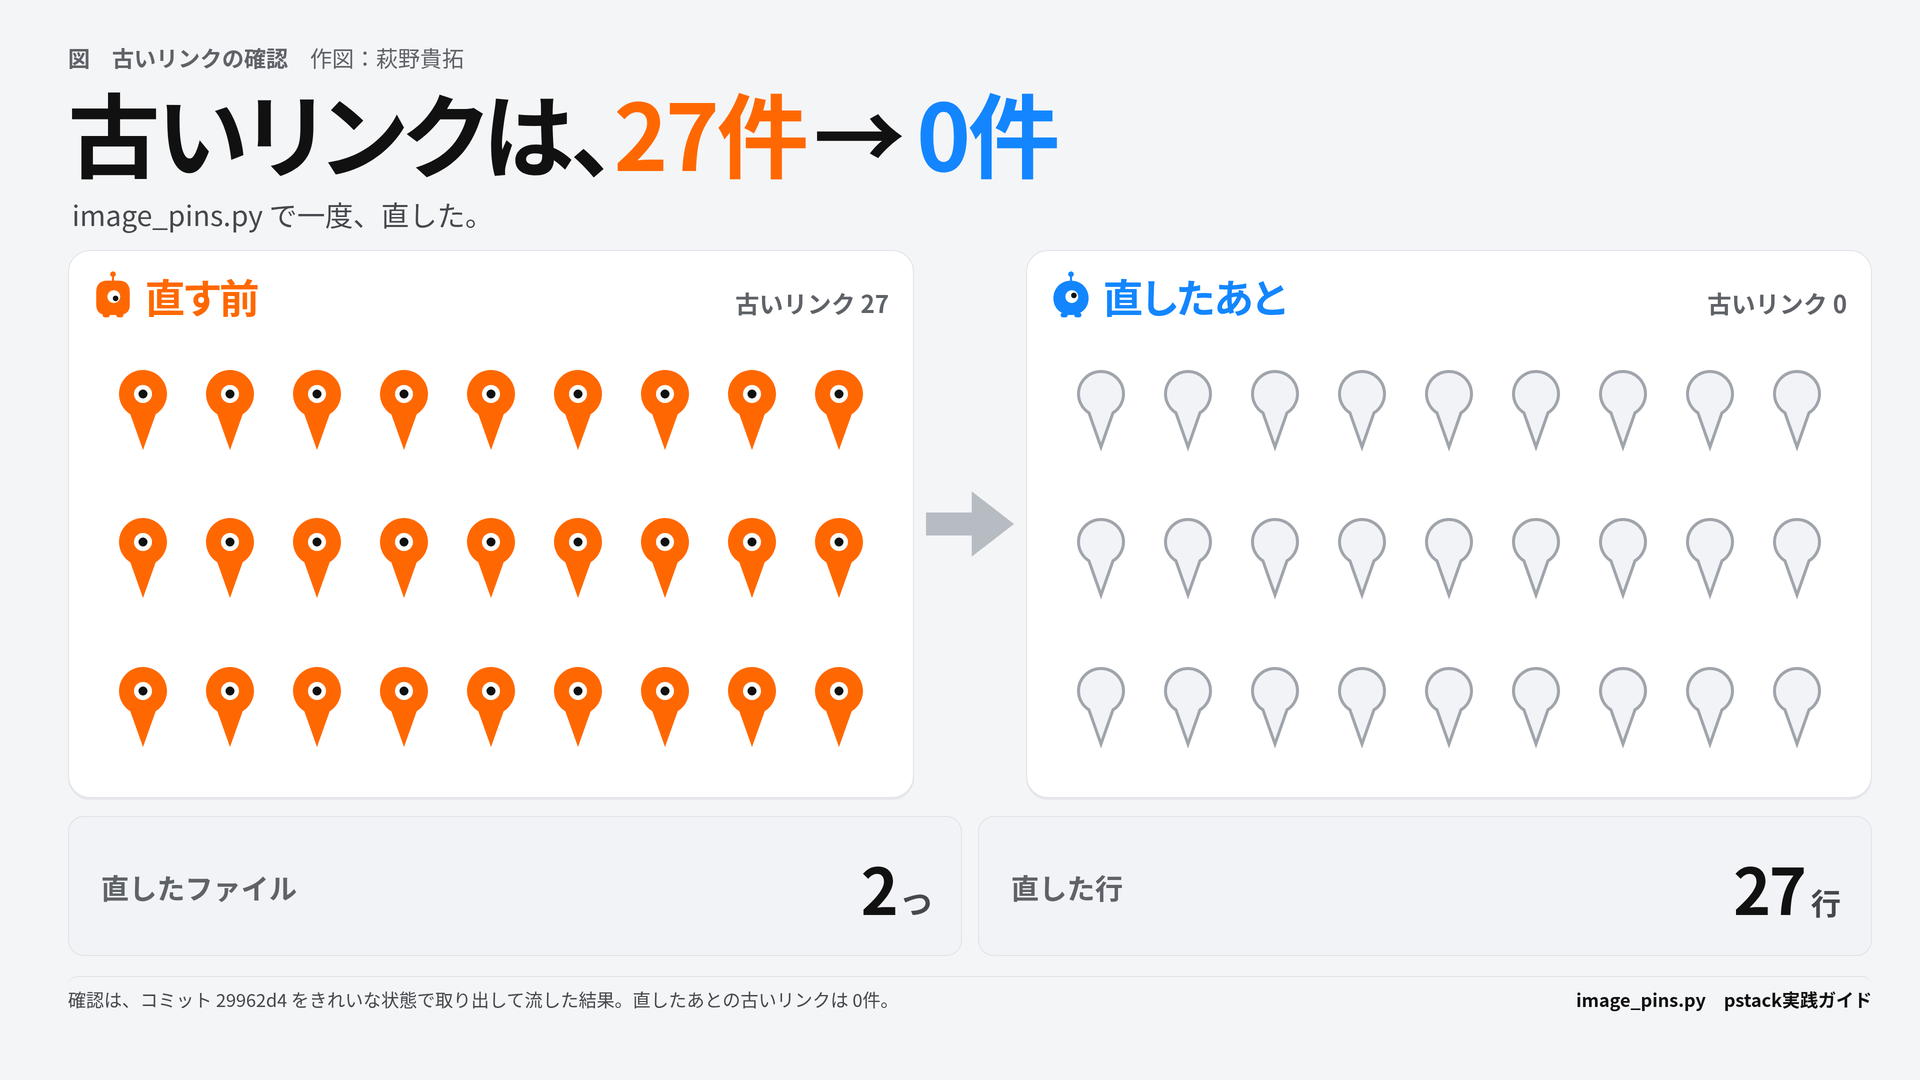 図 古いリンクの確認 作図：萩野貴拓
古いリンクは、27件→0件
image_pins.py で一度、直した。
直す前
古いリンク 27
直したあと
古いリンク 0
直したファイル
2つ
直した行
27行
確認は、コミット 29962d4 をきれいな状態で取り出して流した結果。直したあとの古いリンクは 0件。
image_pins.py pstack実践ガイド